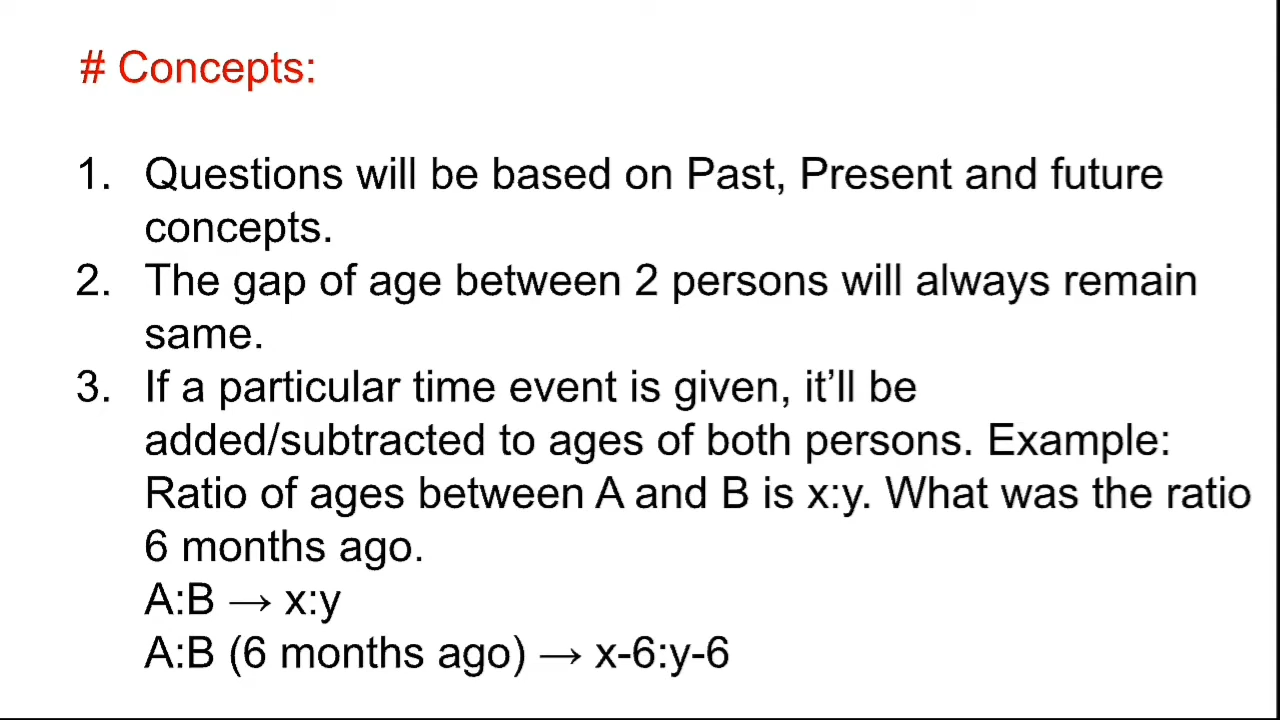 # Concepts:
1. Questions will be based on Past, Present and future
concepts.
2. The gap of age between 2 persons will always remain
same.
3. If a particular time event is given, it’ll be
added/subtracted to ages of both persons. Example:
Ratio of ages between A and B is x:y. What was the ratio
6 months ago.
A:B → x:y
A:B (6 months ago) → x-6:y-6